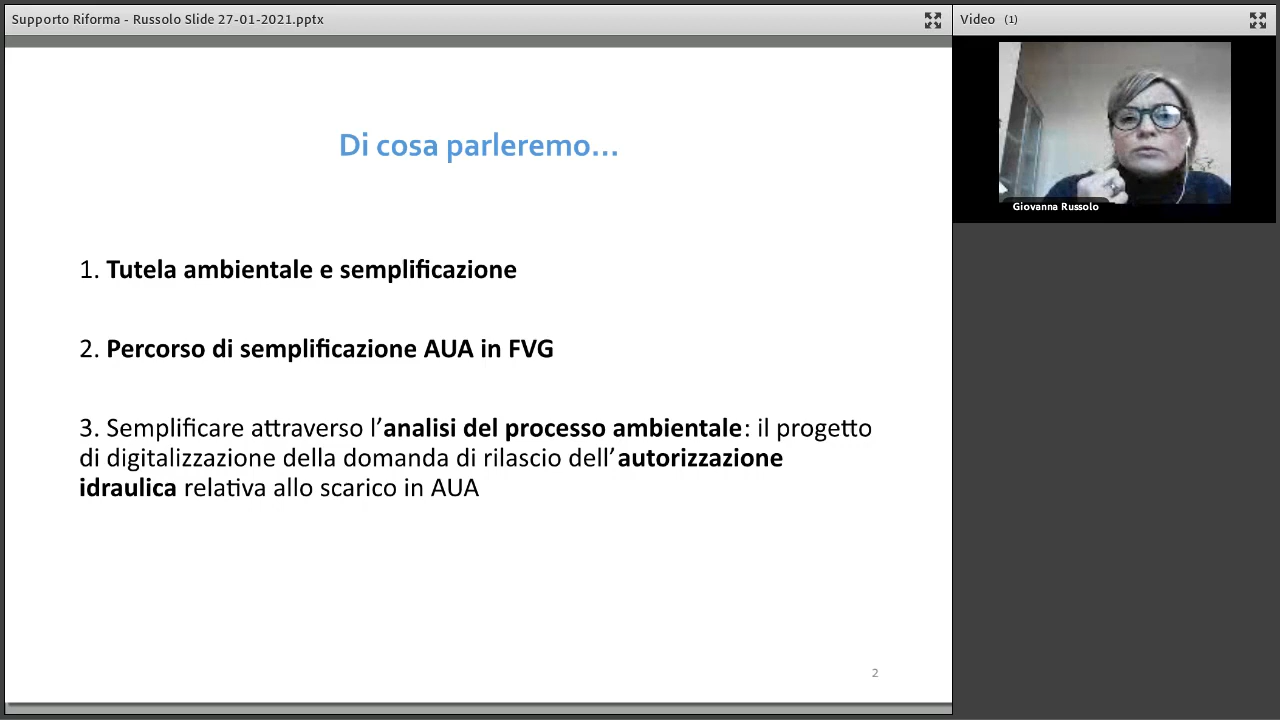 Supporto Riforma - Russolo Slide 27-01-2021.pptx
Video (1)
Giovanna Russolo
Di cosa parleremo...
1. Tutela ambientale e semplificazione
2. Percorso di semplificazione AUA in FVG
3. Semplificare attraverso l’analisi del processo ambientale: il progetto
di digitalizzazione della domanda di rilascio dell’autorizzazione
idraulica relativa allo scarico in AUA
2